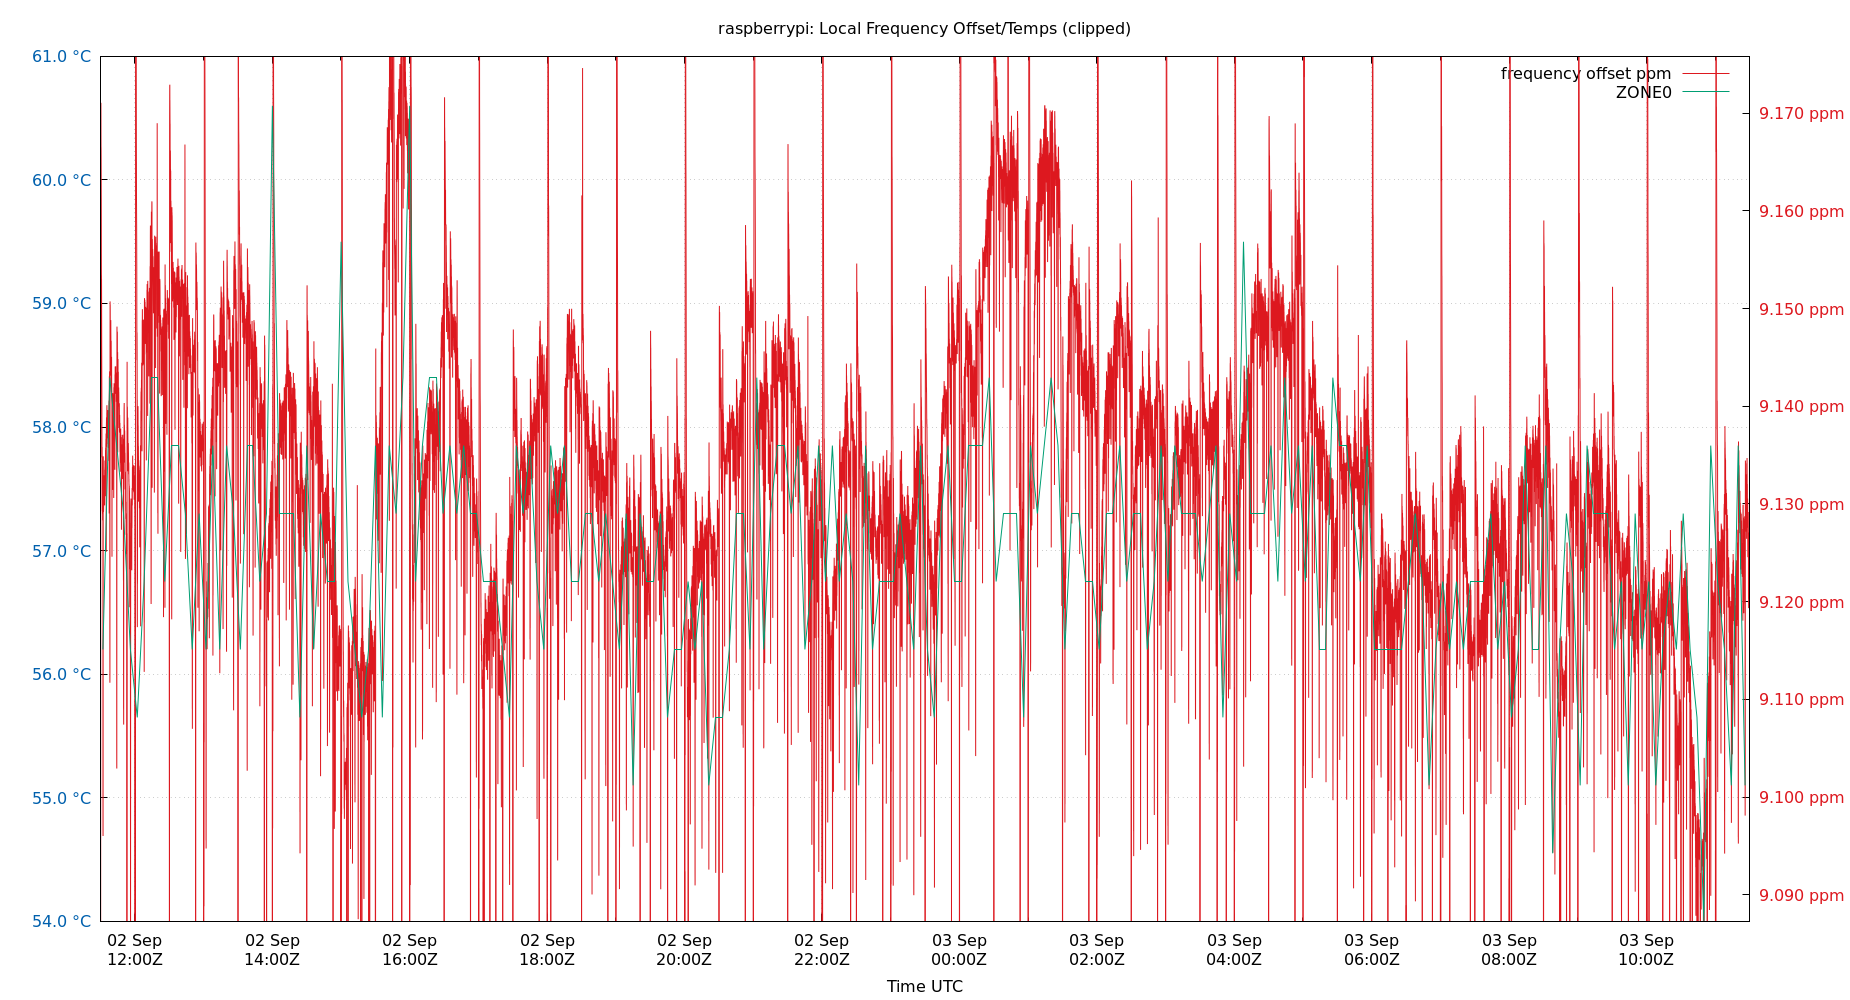 raspberrypi: Local Frequency Offset/Temps (clipped)
61.0 °C
60.0 °C
59.0 °C
58.0 °C
57.0 °C
56.0 °C
55.0 °C
54.0 °C
frequency offset ppm
ZONE0
9.170 ppm
9.160 ppm
9.150 ppm
9.140 ppm
9.130 ppm
9.120 ppm
9.110 ppm
9.100 ppm
9.090 ppm
02 Sep
12:00Z
02 Sep
14:00Z
02 Sep
16:00Z
02 Sep
18:00Z
02 Sep
20:00Z
02 Sep
22:00Z
03 Sep
00:00Z
03 Sep
02:00Z
03 Sep
04:00Z
03 Sep
06:00Z
03 Sep
08:00Z
03 Sep
10:00Z
Time UTC